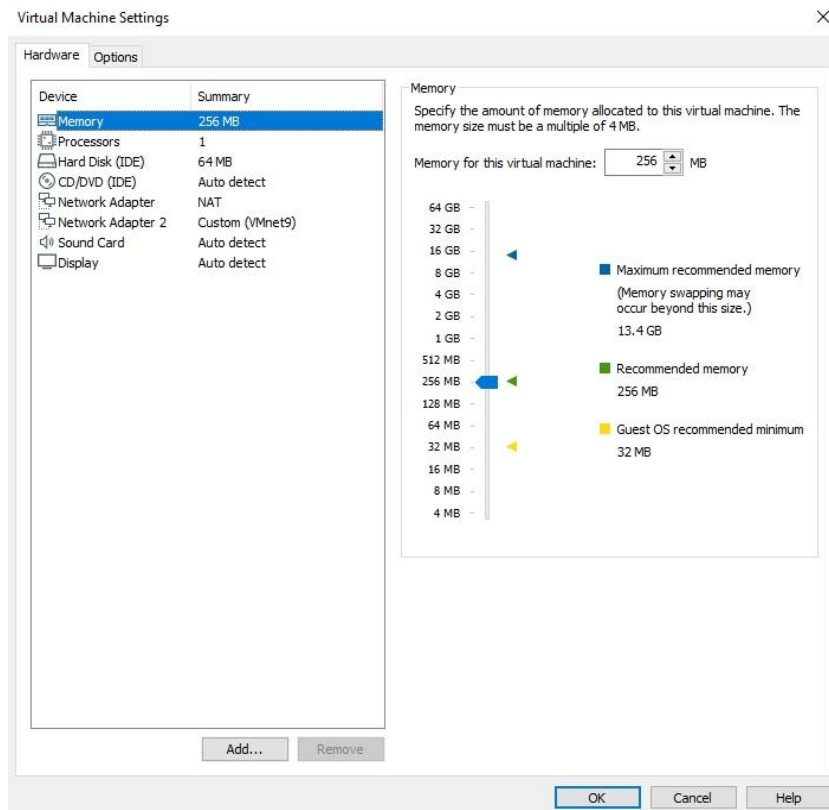 Virtual Machine Settings
Hardware Options
Device Summary
Memory 256 MB
Processors 1
Hard Disk (IDE) 64 MB
CD/DVD (IDE) Auto detect
Network Adapter NAT
Network Adapter 2 Custom (VMnet9)
Sound Card Auto detect
Display Auto detect
Add... Remove
Memory
Specify the amount of memory allocated to this virtual machine. The
memory size must be a multiple of 4 MB.
Memory for this virtual machine: 256 MB
64 GB
32 GB
16 GB
8 GB
4 GB
2 GB
1 GB
512 MB
256 MB
128 MB
64 MB
32 MB
16 MB
8 MB
4 MB
Maximum recommended memory
(Memory swapping may
occur beyond this size.)
13.4 GB
Recommended memory
256 MB
Guest OS recommended minimum
32 MB
OK Cancel Help